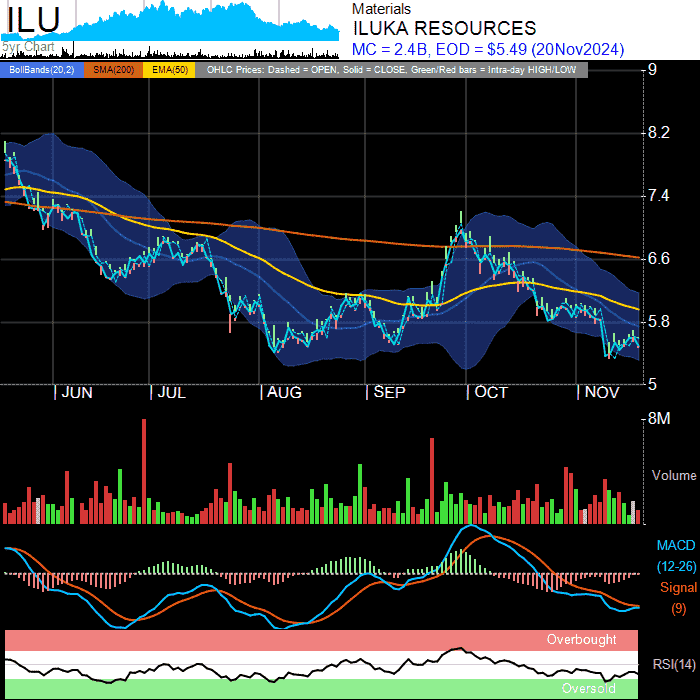 ILU
5yr Chart
Materials
ILUKA RESOURCES
MC = 2.4B, EOD = $5.49 (20Nov2024)
BollBands(20,2) SMA(200) EMA(50) OHLC Prices: Dashed = OPEN, Solid = CLOSE, Green/Red bars = Intra-day HIGH/LOW
9
8.2
7.4
6.6
5.8
5
| JUN | JUL | AUG | SEP | OCT | NOV
8M
Volume
MACD
(12-26)
Signal
(9)
Overbought
RSI(14)
Oversold